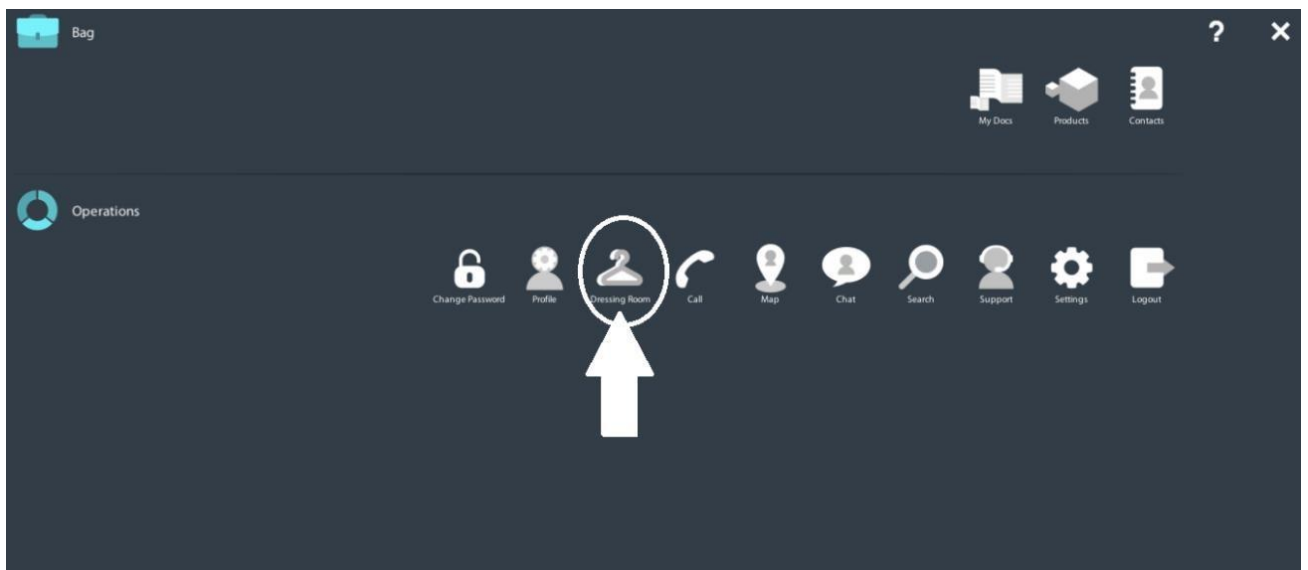 Bag
?
My Docs Products Contacts
Operations
Change Password Profile Dressing Room Call Map Chat Search Support Settings Logout